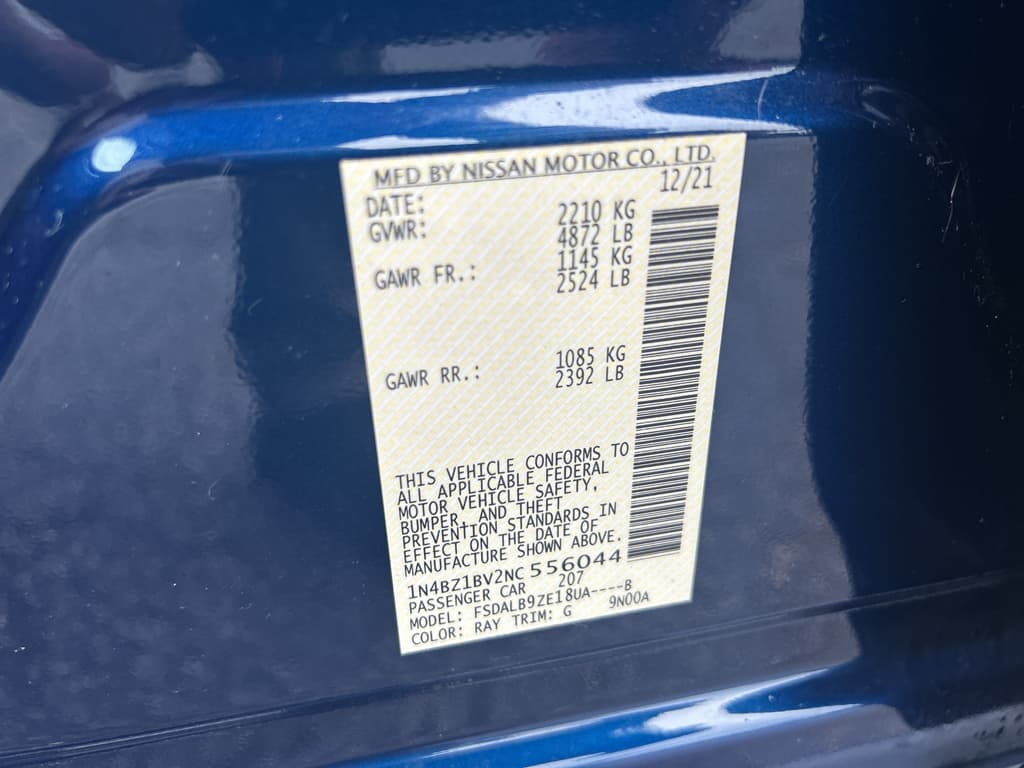 MFD BY NISSAN MOTOR CO., LTD.
DATE: 12/21
GVWR: 2210 KG
4872 LB
GAWR FR.: 1145 KG
2524 LB
GAWR RR.: 1085 KG
2392 LB
THIS VEHICLE CONFORMS TO
ALL APPLICABLE FEDERAL
MOTOR VEHICLE SAFETY,
BUMPER, AND THEFT
PREVENTION STANDARDS IN
EFFECT ON THE DATE OF
MANUFACTURE SHOWN ABOVE.
1N4BZ1BV2NC 556044
PASSENGER CAR 207
MODEL: FSDALB9ZE18UA----B
COLOR: RAY TRIM: G 9N00A